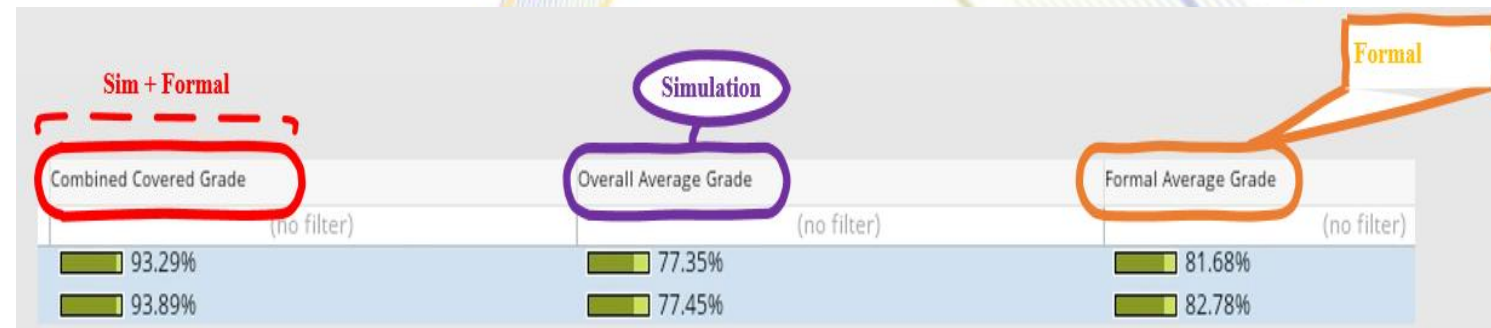 Formal
Sim + Formal
Simulation
Combined Covered Grade Overall Average Grade Formal Average Grade
(no filter) (no filter) (no filter)
93.29% 77.35% 81.68%
93.89% 77.45% 82.78%